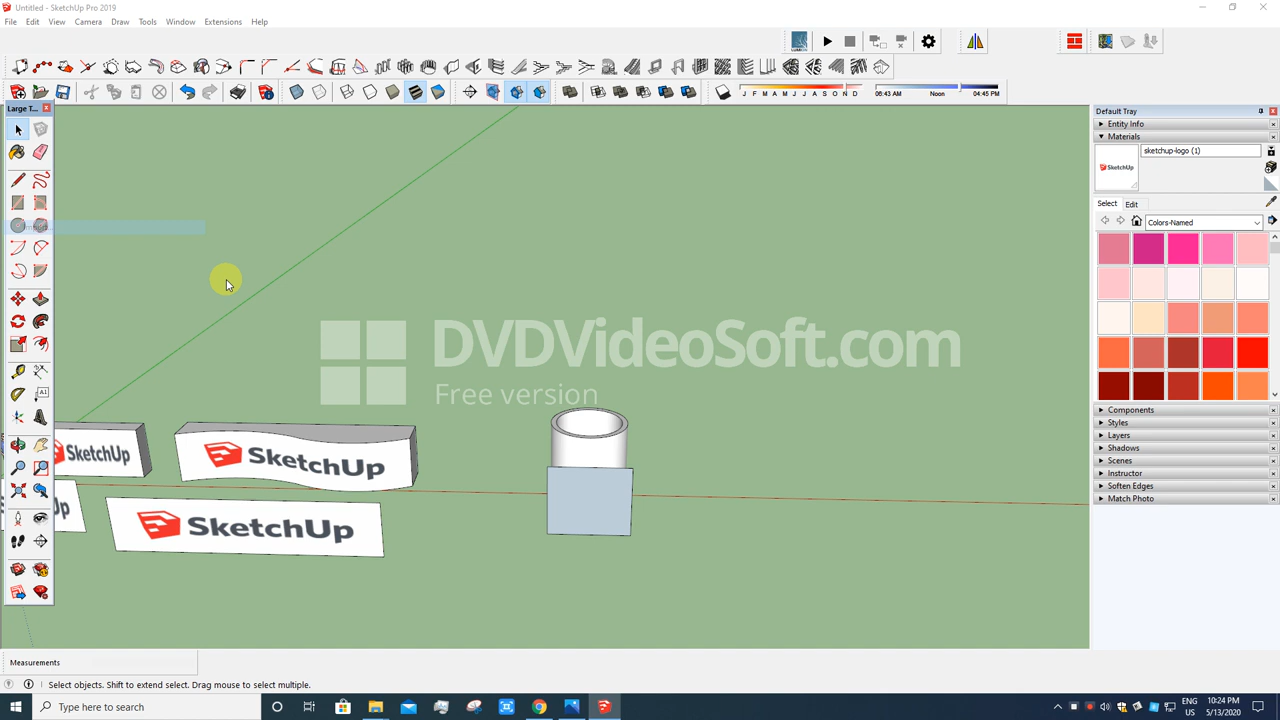 Untitled - SketchUp Pro 2019
File Edit View Camera Draw Tools Window Extensions Help
LUMION
J F M A M J J A S O N D 06:43 AM Noon 04:45 PM
Large T...
Default Tray
Entity Info
Materials
sketchup-logo (1)
SketchUp
Select Edit
Colors-Named
DVDVideoSoft.com
Free version
SketchUp
SketchUp
SketchUp
Components
Styles
Layers
Shadows
Scenes
Instructor
Soften Edges
Match Photo
Measurements
Select objects. Shift to extend select. Drag mouse to select multiple.
Type here to search
ENG
US
10:24 PM
5/13/2020